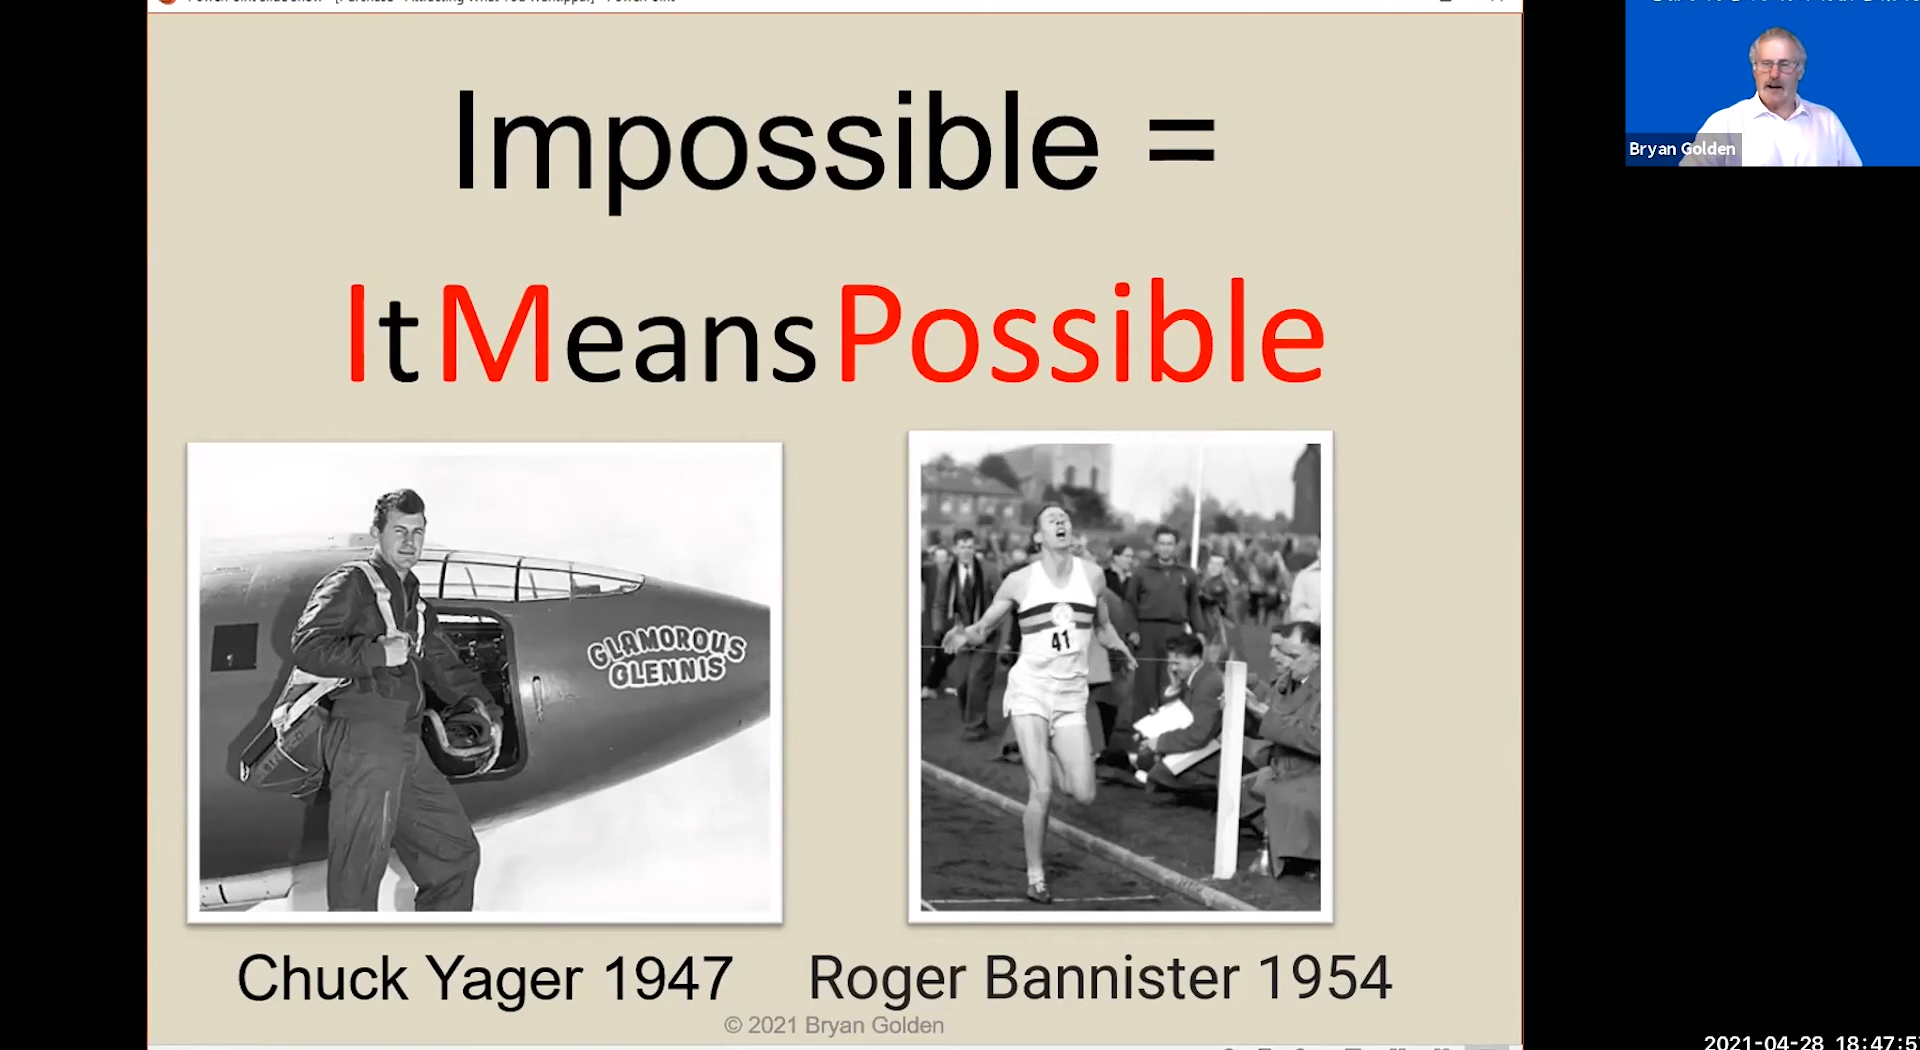 Impossible =
It Means Possible
GLAMOROUS
GLENNIS
41
Chuck Yager 1947
Roger Bannister 1954
© 2021 Bryan Golden
Bryan Golden
2021-04-28 18:47:5